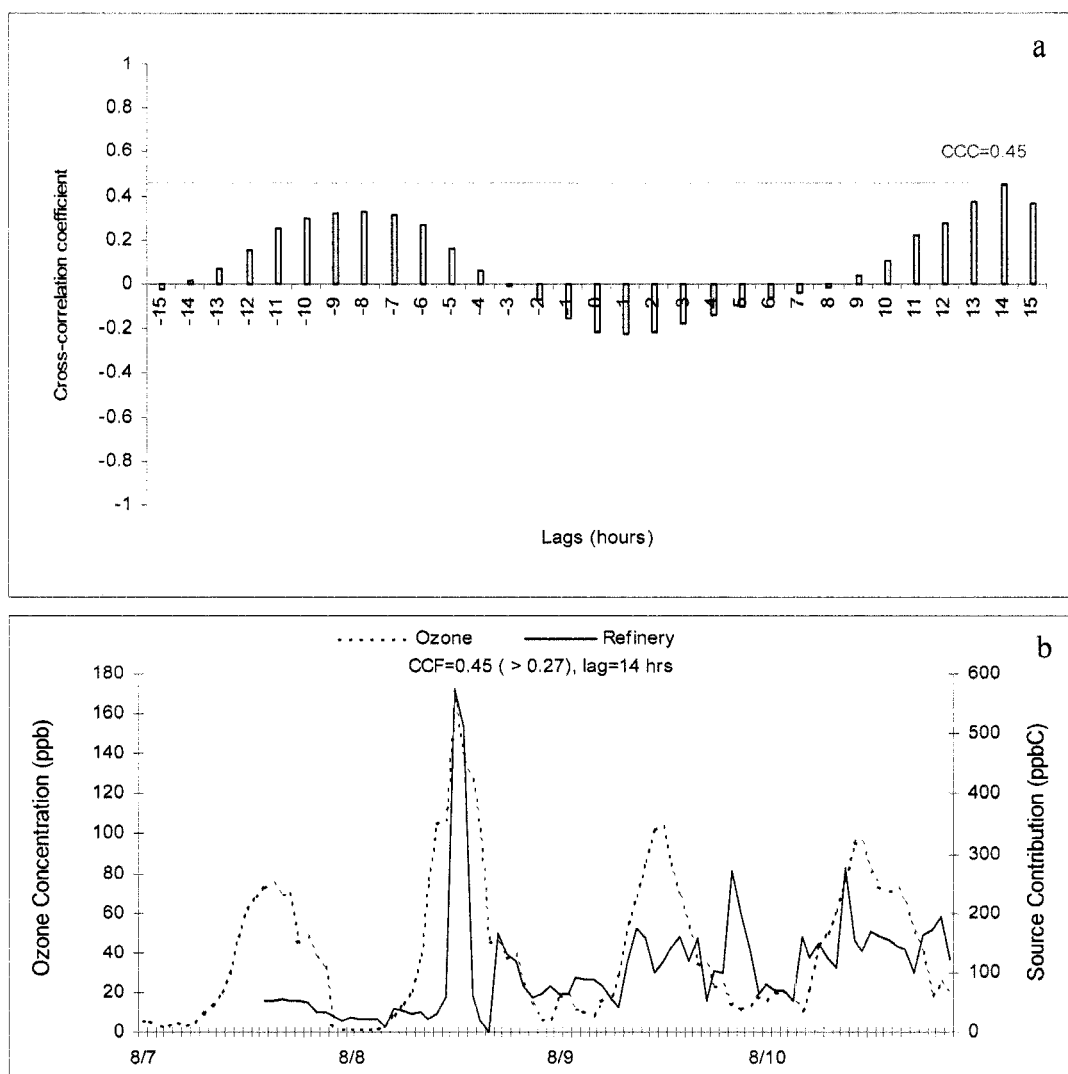 a
1
0.8
0.6
0.4
0.2
0
-0.2
-0.4
-0.6
-0.8
-1
Cross-correlation coefficient
CCC=0.45
-15 -14 -13 -12 -11 -10 -9 -8 -7 -6 -5 -4 -3 -2 -1 0 1 2 3 4 5 6 7 8 9 10 11 12 13 14 15
Lags (hours)
b
Ozone Refinery
CCF=0.45 ( > 0.27), lag=14 hrs
180
160
140
120
100
80
60
40
20
0
Ozone Concentration (ppb)
600
500
400
300
200
100
0
Source Contribution (ppbC)
8/7 8/8 8/9 8/10